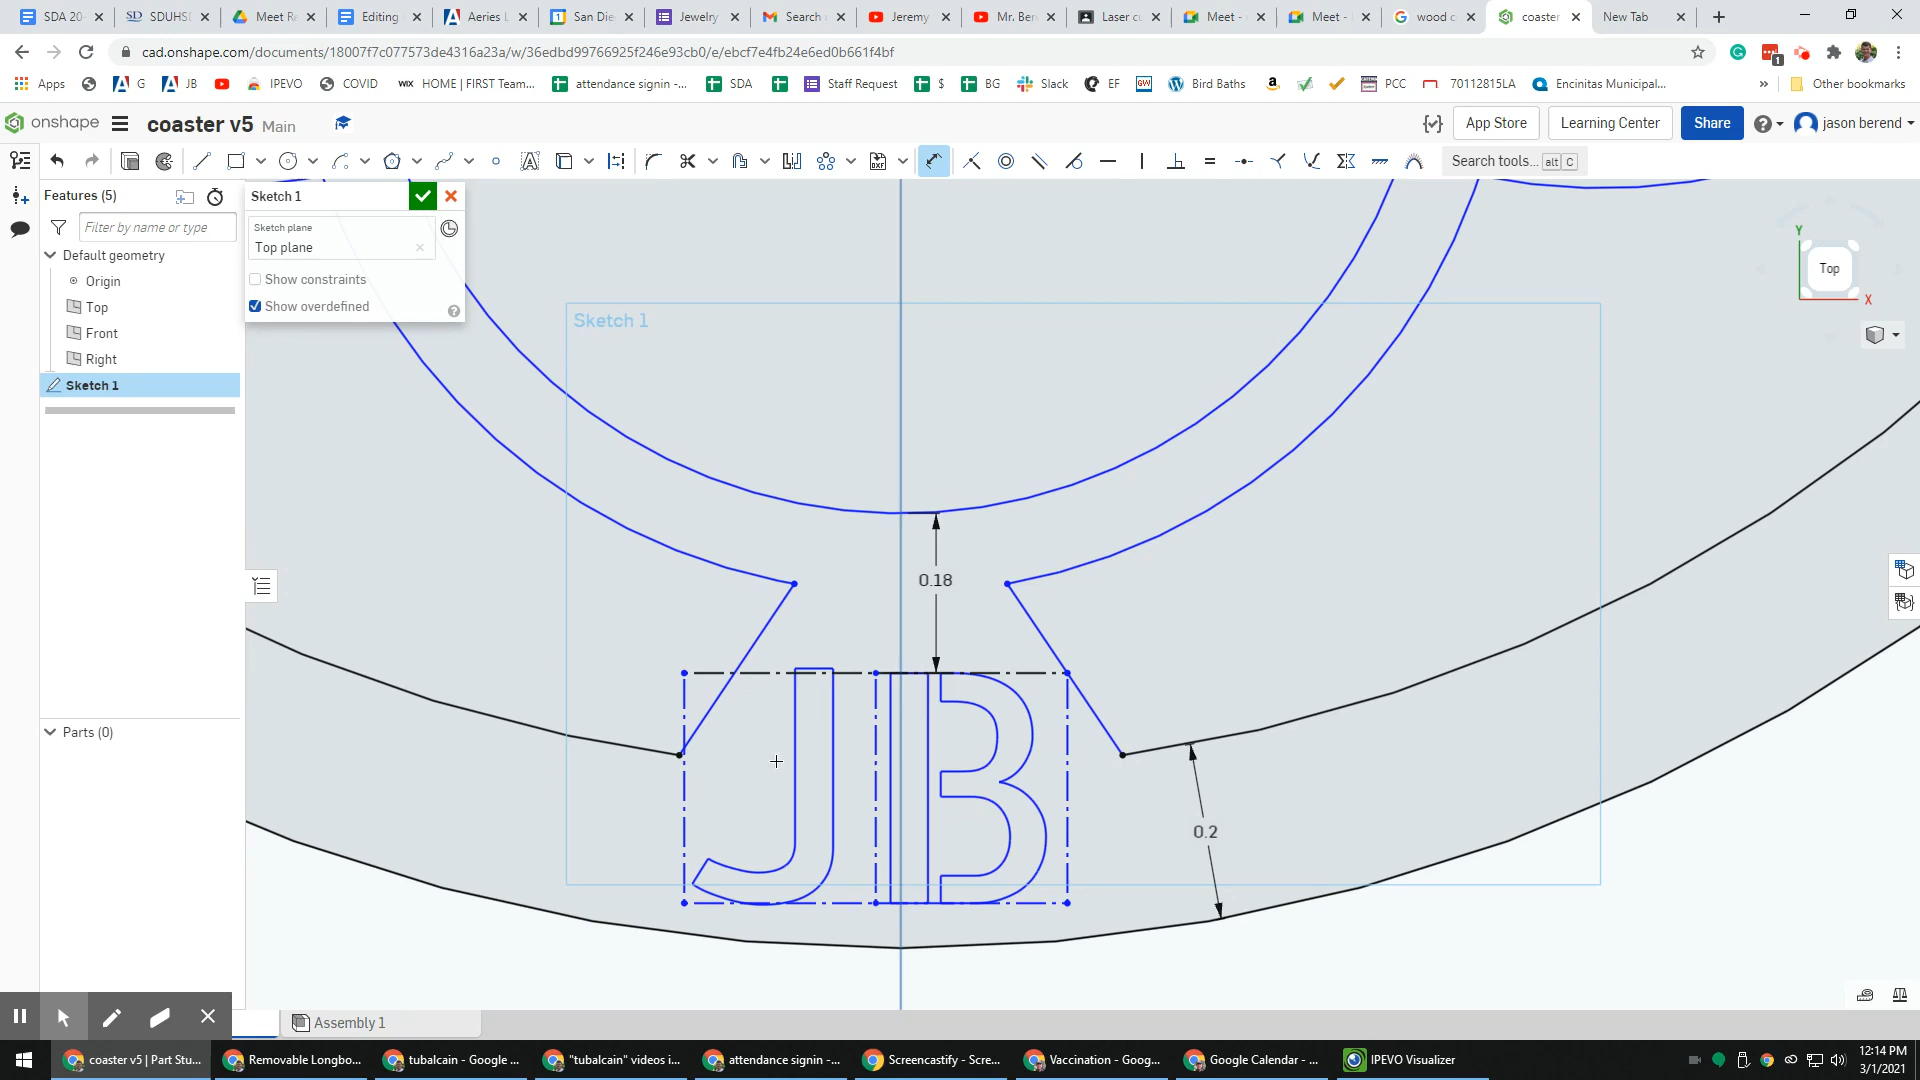 SDA 20
SDUHS
Meet Ra
Editing
Aeries L
San Die
Jewelry
Search r
Jeremy
Mr. Ber
Laser cu
Meet -
Meet -
wood c
coaster
New Tab
cad.onshape.com/documents/18007f7c077573de4316a23a/w/36edbd99766925f246e93cb0/e/ebcf7e4fb24e6ed0b661f4bf
1
Apps
G
JB
IPEVO
COVID
WIX
HOME | FIRST Team...
attendance signin -...
SDA
Staff Request
$
BG
Slack
EF
GW
Bird Baths
PCC
70112815LA
Encinitas Municipal...
»
Other bookmarks
onshape
coaster v5
Main
App Store
Learning Center
Share
jason berend
DXF
Search tools... alt C
Features (5)
Filter by name or type
Default geometry
Origin
Top
Front
Right
Sketch 1
Parts (0)
Sketch 1
Sketch plane
Top plane
Show constraints
Show overdefined
Sketch 1
0.18
0.2
JB
Y
Top
X
Assembly 1
coaster v5 | Part Stu...
Removable Longbo...
tubalcain - Google ...
"tubalcain" videos i...
attendance signin -...
Screencastify - Scre...
Vaccination - Goog...
Google Calendar - ...
IPEVO Visualizer
12:14 PM
3/1/2021